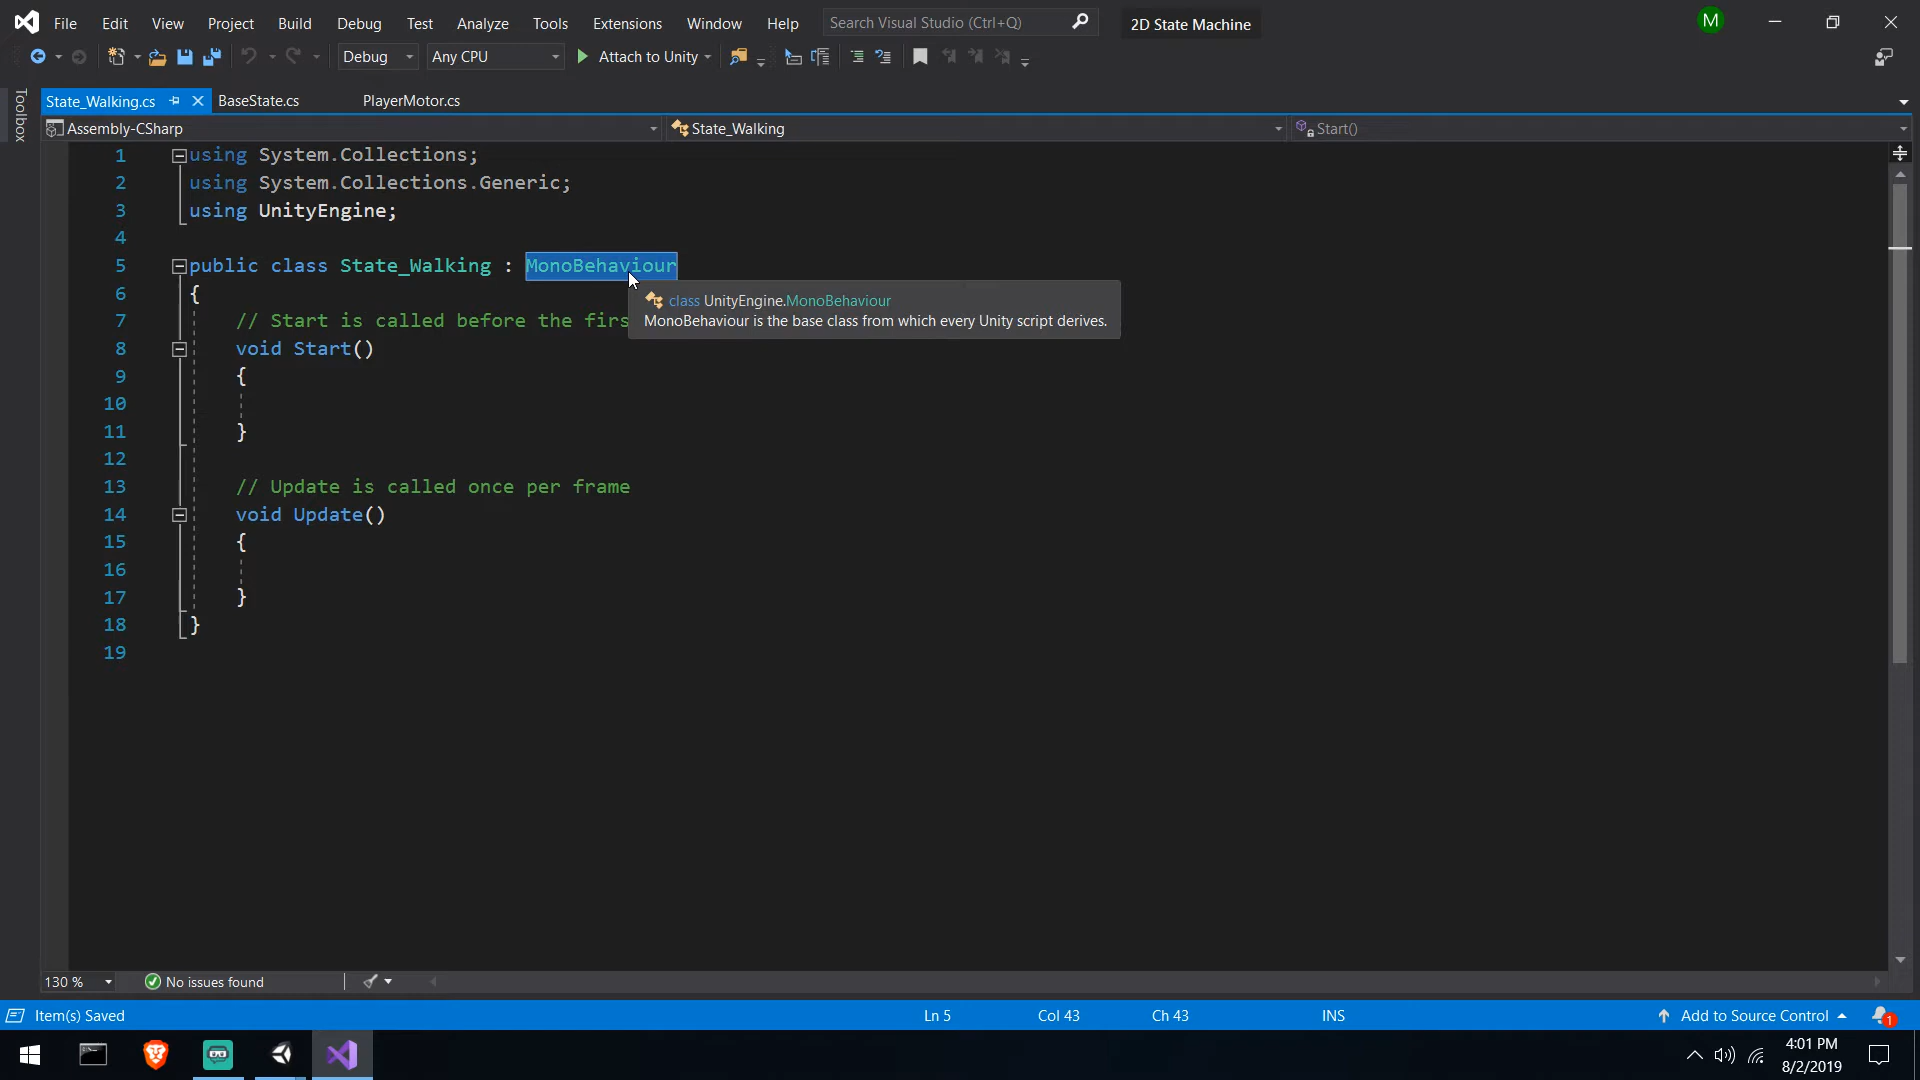 File Edit View Project Build Debug Test Analyze Tools Extensions Window Help Search Visual Studio (Ctrl+Q) 2D State Machine M
Debug Any CPU Attach to Unity
Toolbox
State_Walking.cs BaseState.cs PlayerMotor.cs
Assembly-CSharp State_Walking Start()
1 using System.Collections;
2 using System.Collections.Generic;
3 using UnityEngine;
4
5 public class State_Walking : MonoBehaviour
6 {
class UnityEngine.MonoBehaviour
7 // Start is called before the firs
MonoBehaviour is the base class from which every Unity script derives.
8 void Start()
9 {
10
11 }
12
13 // Update is called once per frame
14 void Update()
15 {
16
17 }
18 }
19
130 % No issues found
Item(s) Saved Ln 5 Col 43 Ch 43 INS Add to Source Control 1
4:01 PM
8/2/2019